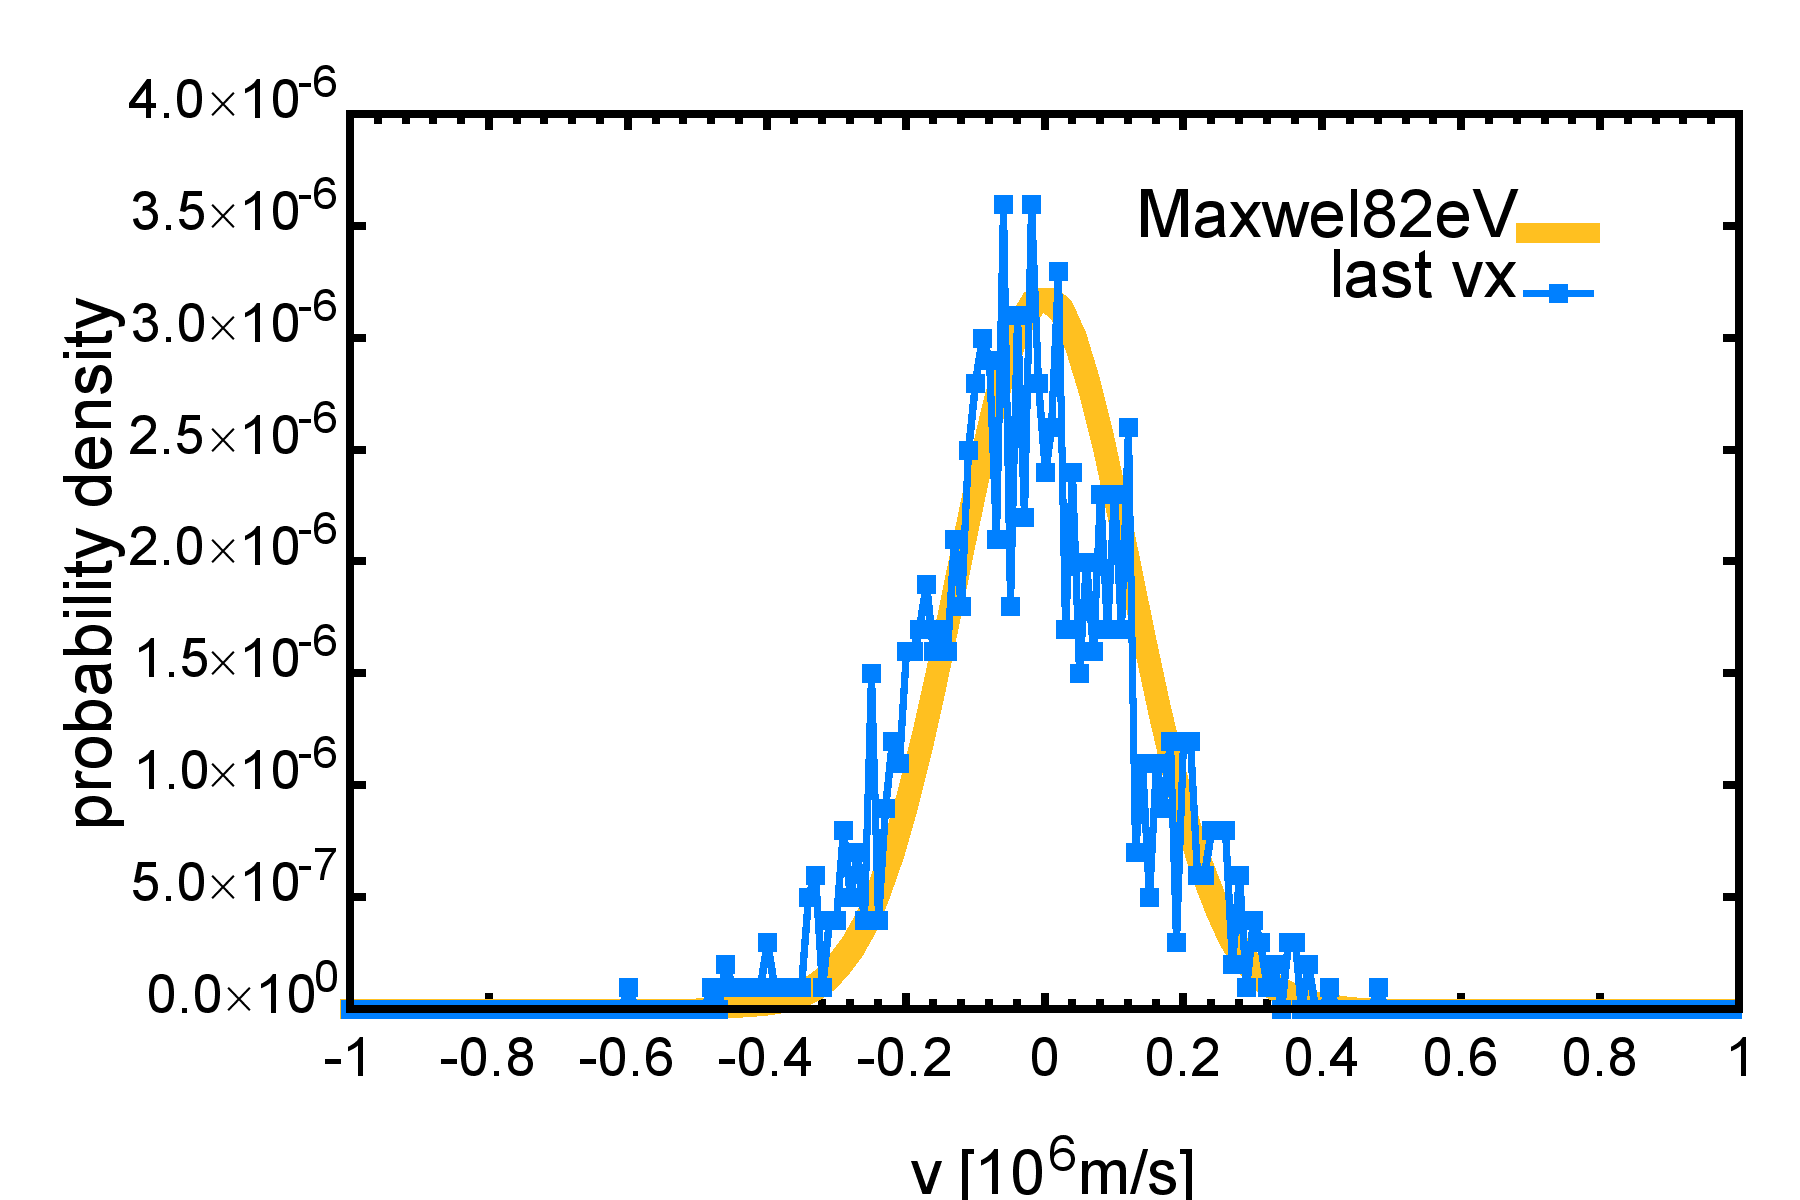 4.0×10⁻⁶
3.5×10⁻⁶
3.0×10⁻⁶
2.5×10⁻⁶
2.0×10⁻⁶
1.5×10⁻⁶
1.0×10⁻⁶
5.0×10⁻⁷
0.0×10⁰
probability density
Maxwel82eV
last vx
-1 -0.8 -0.6 -0.4 -0.2 0 0.2 0.4 0.6 0.8 1
v [10⁶m/s]